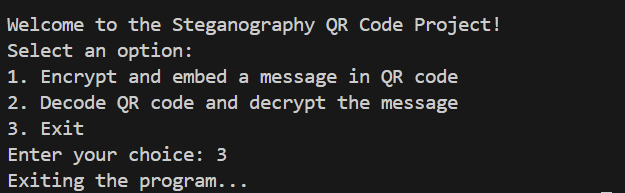 Welcome to the Steganography QR Code Project!
Select an option:
1. Encrypt and embed a message in QR code
2. Decode QR code and decrypt the message
3. Exit
Enter your choice: 3
Exiting the program...